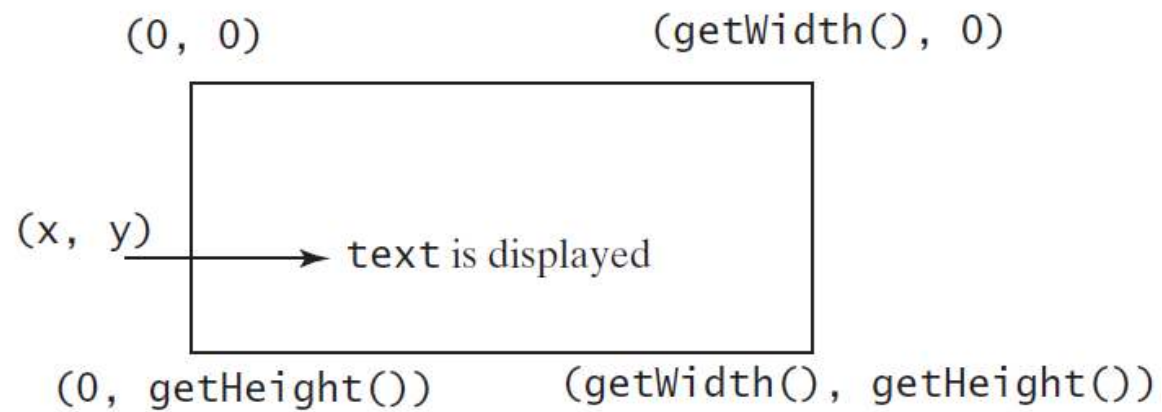 (0, 0) (getWidth(), 0)
(x, y)
text is displayed
(0, getHeight()) (getWidth(), getHeight())